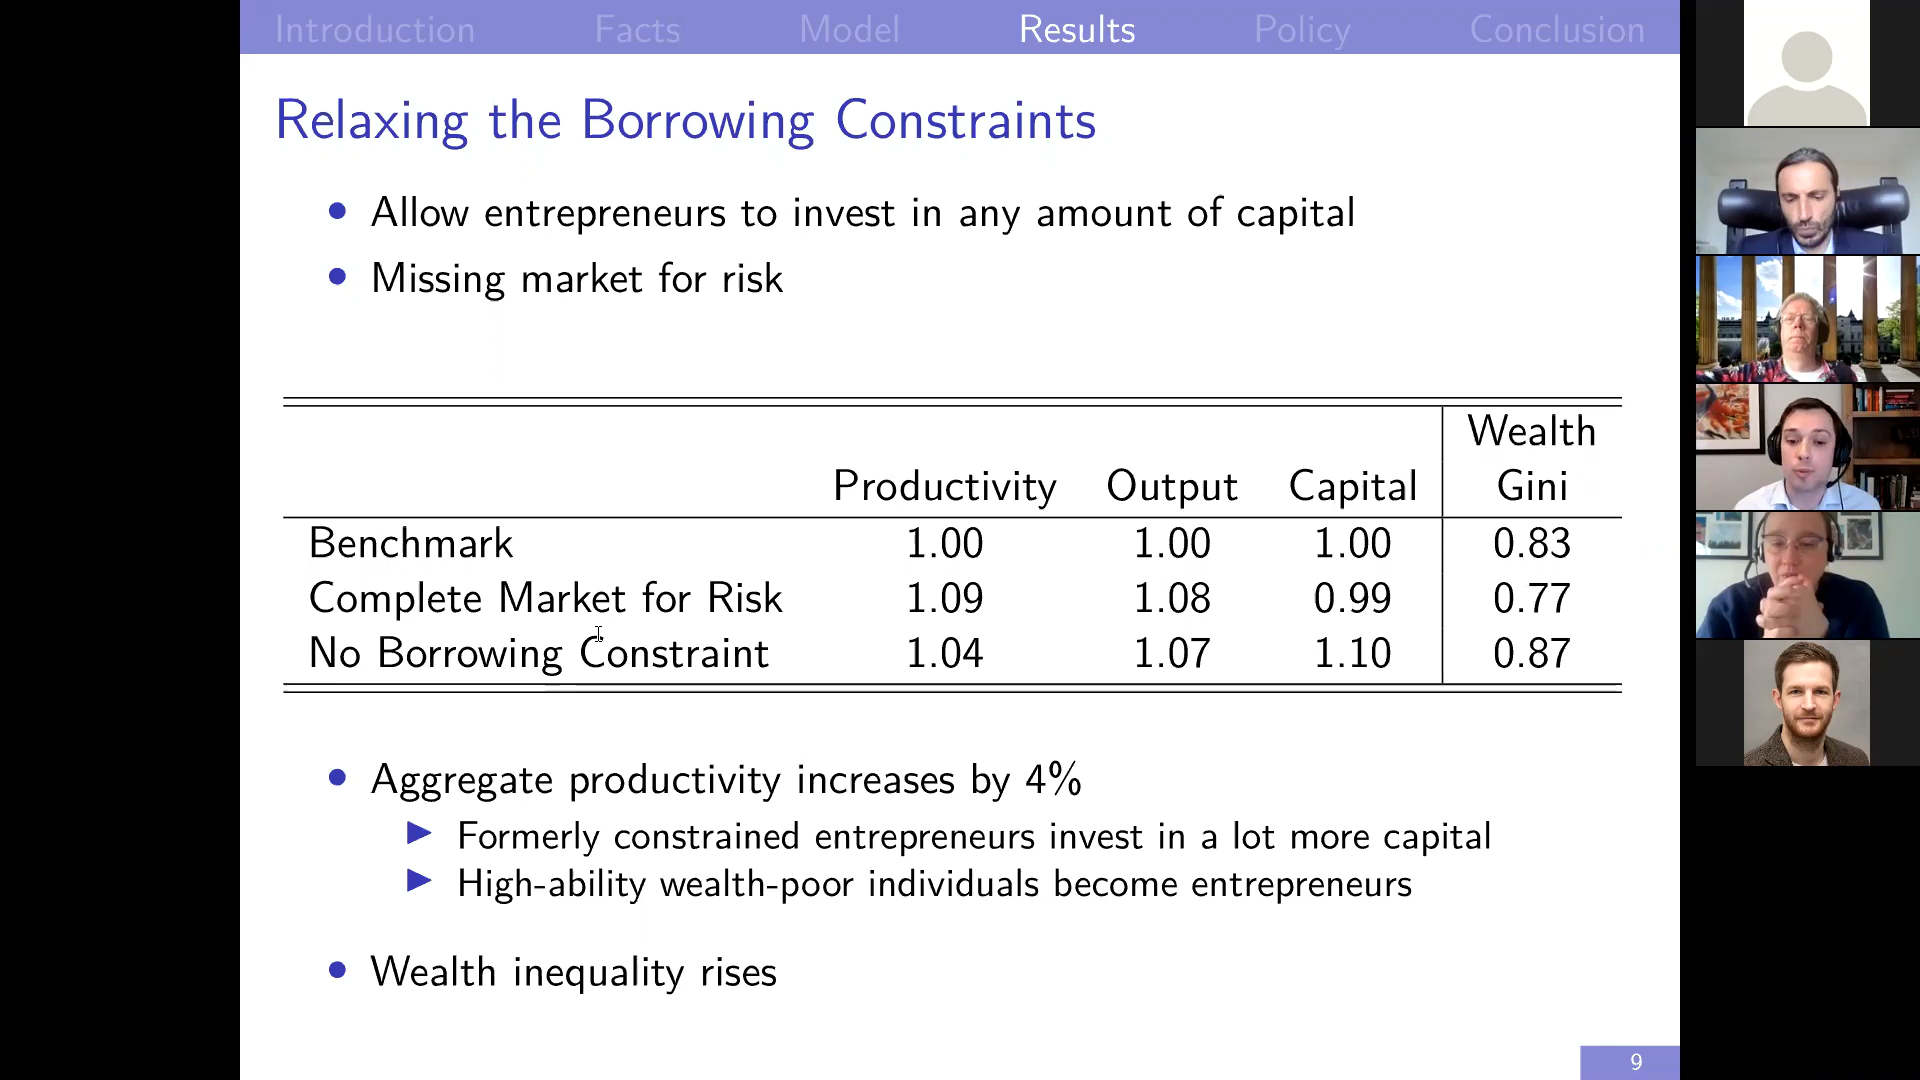 Introduction Facts Model Results Policy Conclusion
Relaxing the Borrowing Constraints
• Allow entrepreneurs to invest in any amount of capital
• Missing market for risk
Wealth
Productivity Output Capital Gini
Benchmark 1.00 1.00 1.00 0.83
Complete Market for Risk 1.09 1.08 0.99 0.77
No Borrowing Constraint 1.04 1.07 1.10 0.87
• Aggregate productivity increases by 4%
▶ Formerly constrained entrepreneurs invest in a lot more capital
▶ High-ability wealth-poor individuals become entrepreneurs
• Wealth inequality rises
9